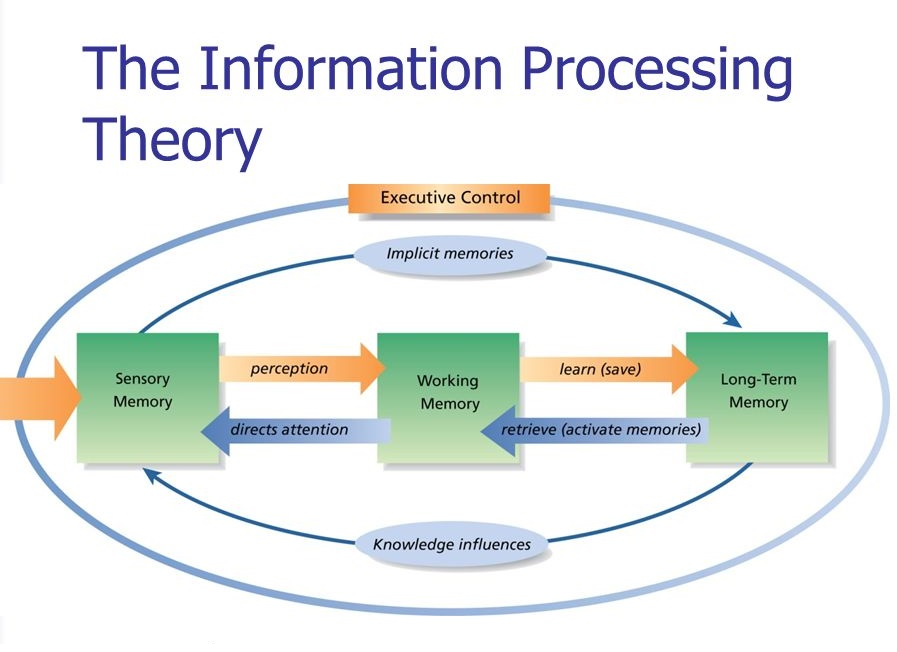 The Information Processing
Theory
Executive Control
Implicit memories
Sensory
Memory
perception
directs attention
Working
Memory
learn (save)
retrieve (activate memories)
Long-Term
Memory
Knowledge influences